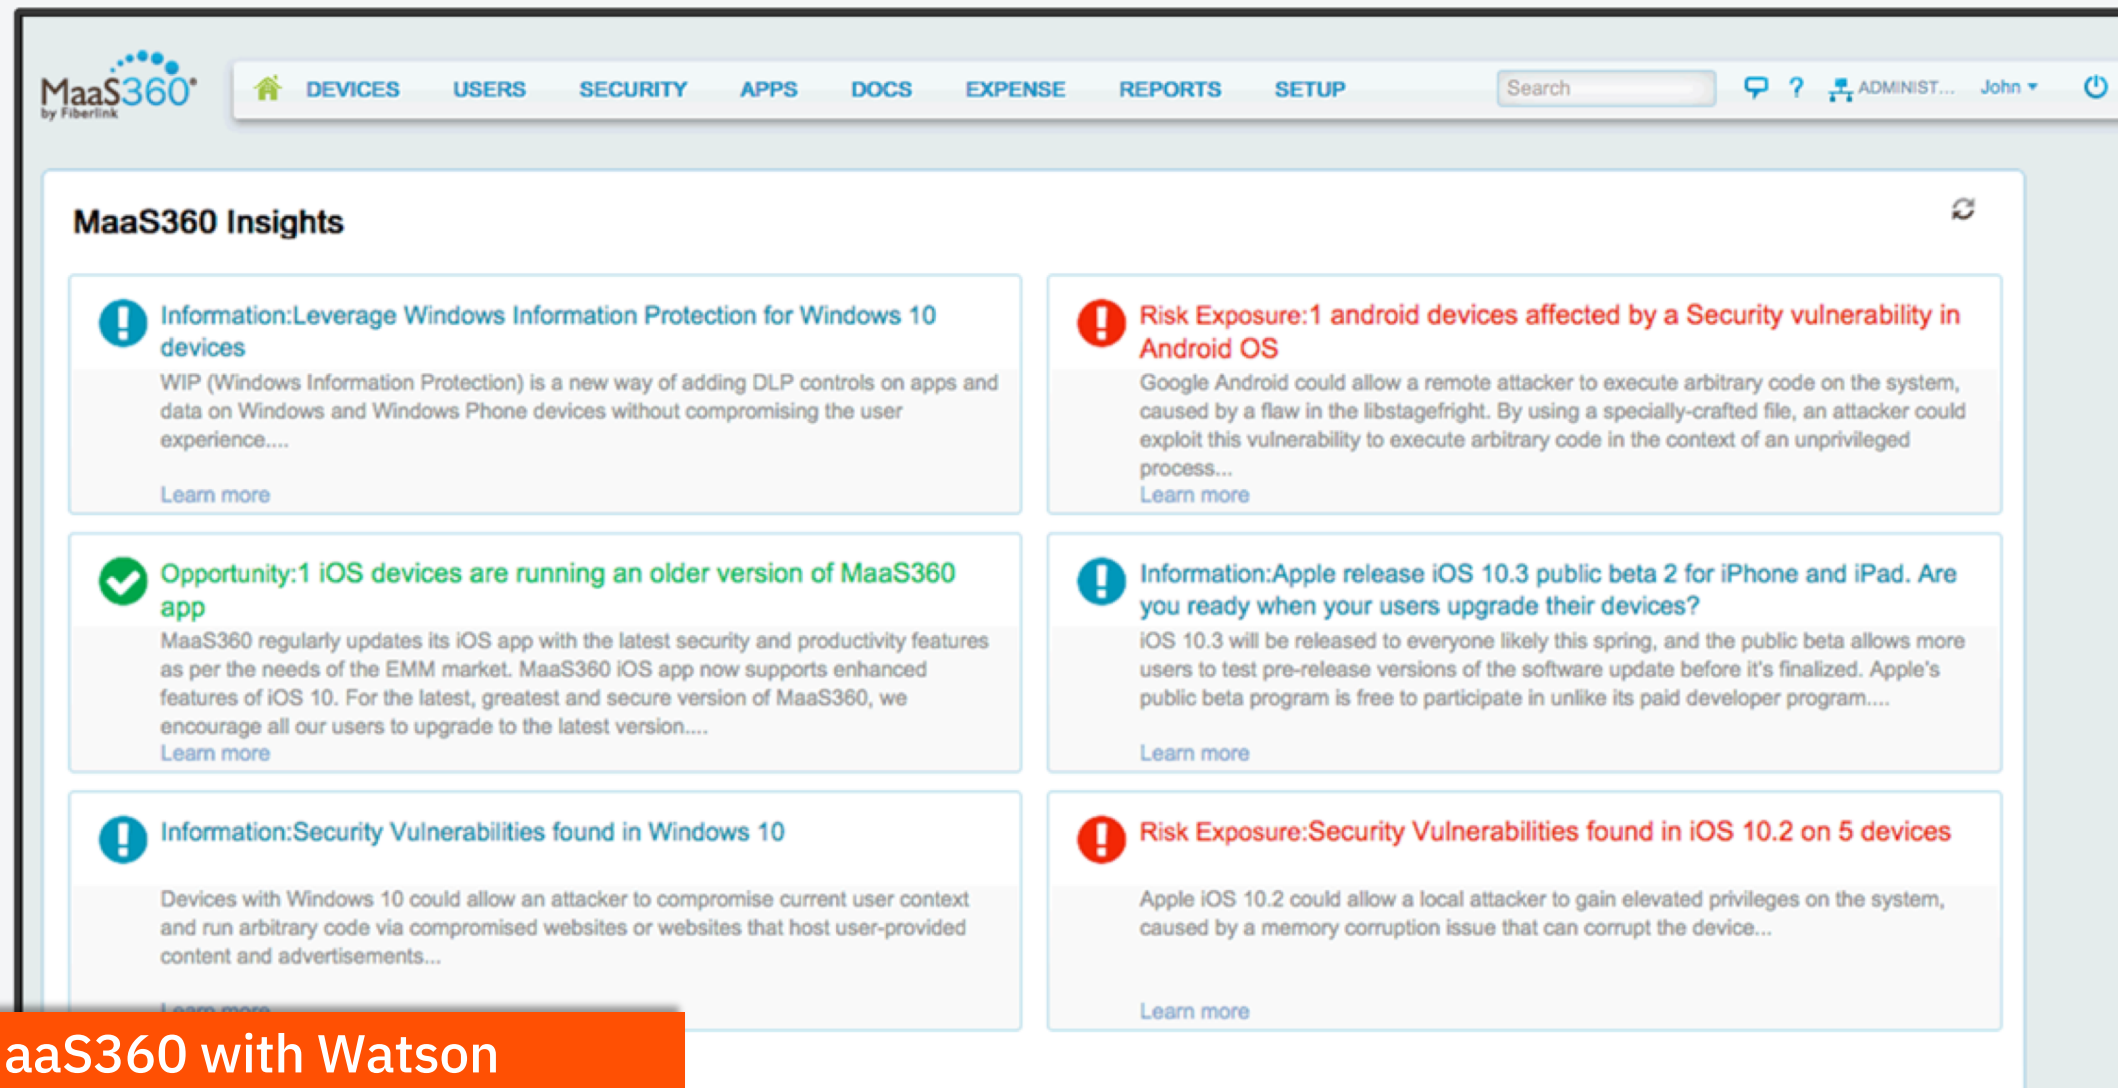 MaaS360
by Fiberlink
DEVICES USERS SECURITY APPS DOCS EXPENSE REPORTS SETUP Search ? ADMINIST... John
MaaS360 Insights
Information:Leverage Windows Information Protection for Windows 10
devices
WIP (Windows Information Protection) is a new way of adding DLP controls on apps and
data on Windows and Windows Phone devices without compromising the user
experience....
Learn more
Risk Exposure:1 android devices affected by a Security vulnerability in
Android OS
Google Android could allow a remote attacker to execute arbitrary code on the system,
caused by a flaw in the libstagefright. By using a specially-crafted file, an attacker could
exploit this vulnerability to execute arbitrary code in the context of an unprivileged
process...
Learn more
Opportunity:1 iOS devices are running an older version of MaaS360
app
MaaS360 regularly updates its iOS app with the latest security and productivity features
as per the needs of the EMM market. MaaS360 iOS app now supports enhanced
features of iOS 10. For the latest, greatest and secure version of MaaS360, we
encourage all our users to upgrade to the latest version....
Learn more
Information:Apple release iOS 10.3 public beta 2 for iPhone and iPad. Are
you ready when your users upgrade their devices?
iOS 10.3 will be released to everyone likely this spring, and the public beta allows more
users to test pre-release versions of the software update before it's finalized. Apple's
public beta program is free to participate in unlike its paid developer program....
Learn more
Information:Security Vulnerabilities found in Windows 10
Devices with Windows 10 could allow an attacker to compromise current user context
and run arbitrary code via compromised websites or websites that host user-provided
content and advertisements...
Learn more
Risk Exposure:Security Vulnerabilities found in iOS 10.2 on 5 devices
Apple iOS 10.2 could allow a local attacker to gain elevated privileges on the system,
caused by a memory corruption issue that can corrupt the device...
Learn more
aaS360 with Watson